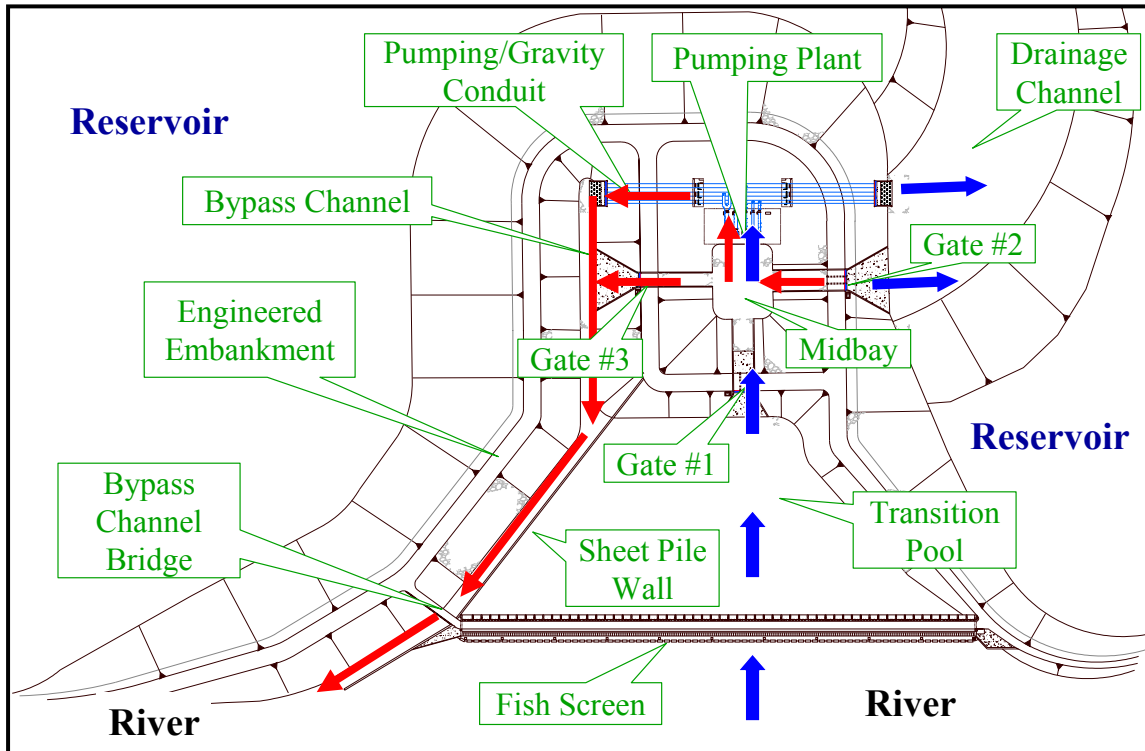 Pumping/Gravity
Conduit
Pumping Plant
Drainage
Channel
Reservoir
Bypass Channel
Gate #2
Engineered
Embankment
Gate #3
Midbay
Reservoir
Gate #1
Bypass
Channel
Bridge
Transition
Pool
Sheet Pile
Wall
Fish Screen
River
River